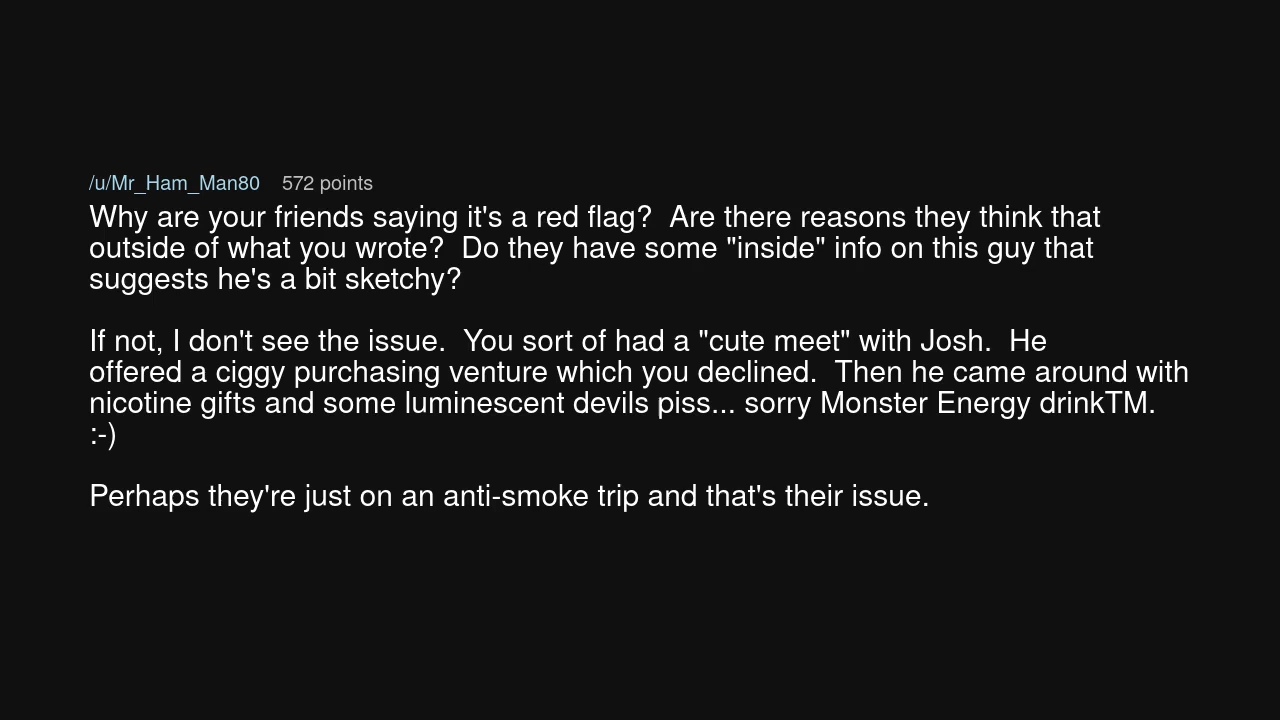 /u/Mr_Ham_Man80 572 points
Why are your friends saying it's a red flag?  Are there reasons they think that
outside of what you wrote?  Do they have some "inside" info on this guy that
suggests he's a bit sketchy?
If not, I don't see the issue.  You sort of had a "cute meet" with Josh.  He
offered a ciggy purchasing venture which you declined.  Then he came around with
nicotine gifts and some luminescent devils piss... sorry Monster Energy drinkTM.
:-)
Perhaps they're just on an anti-smoke trip and that's their issue.